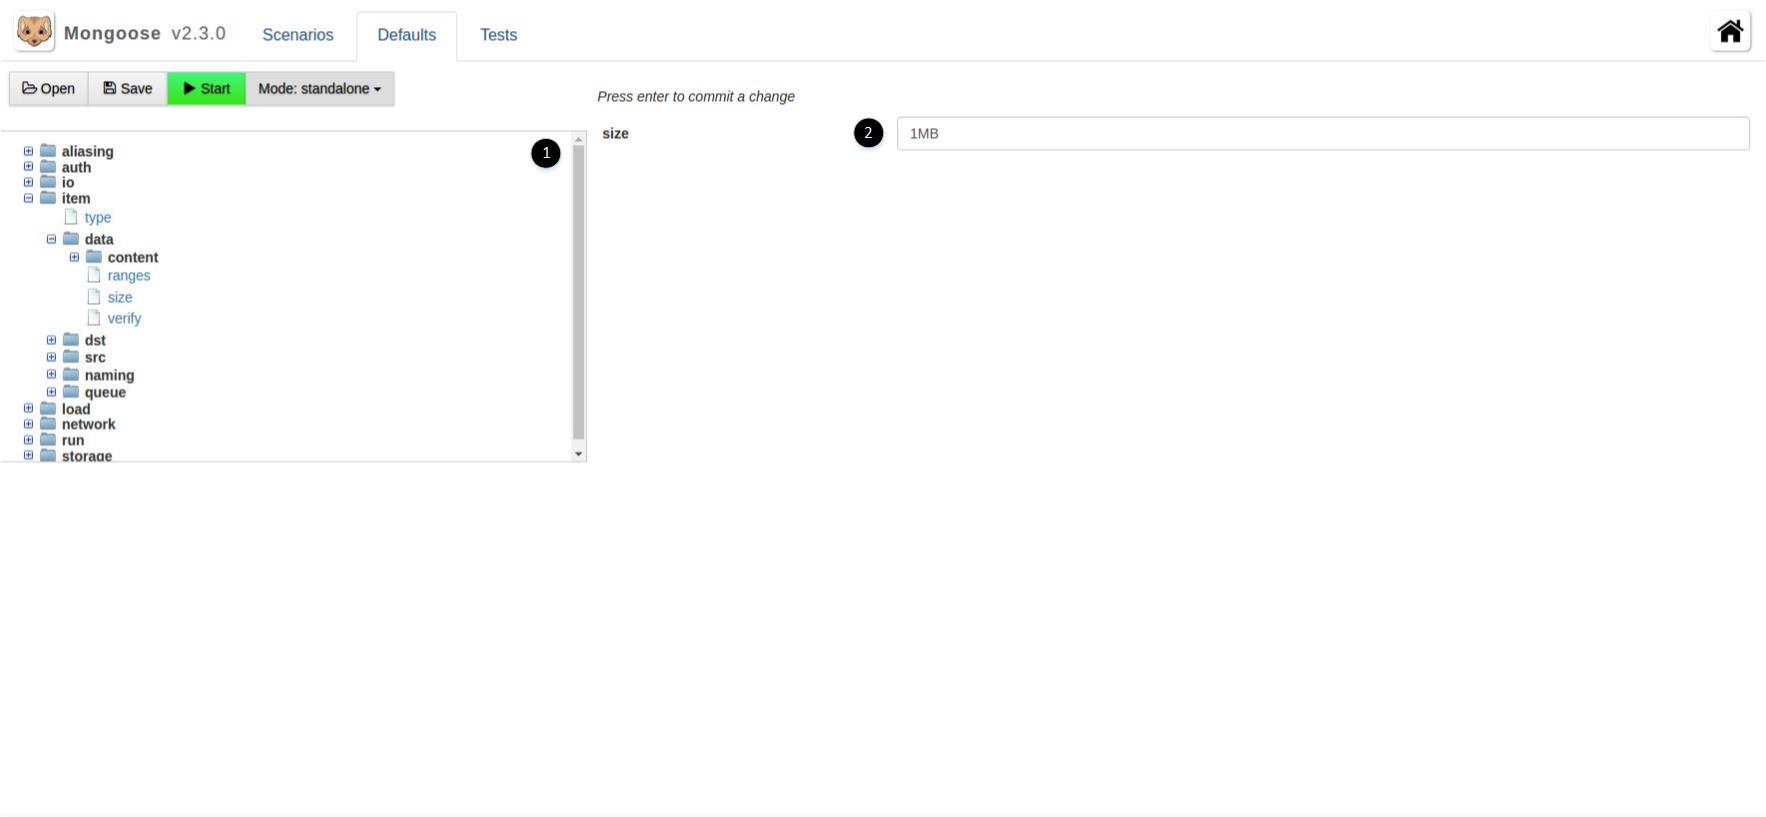 Mongoose v2.3.0 Scenarios Defaults Tests
Open Save Start Mode: standalone
Press enter to commit a change
size 2 1MB
1
aliasing
auth
io
item
type
data
content
ranges
size
verify
dst
src
naming
queue
load
network
run
storage